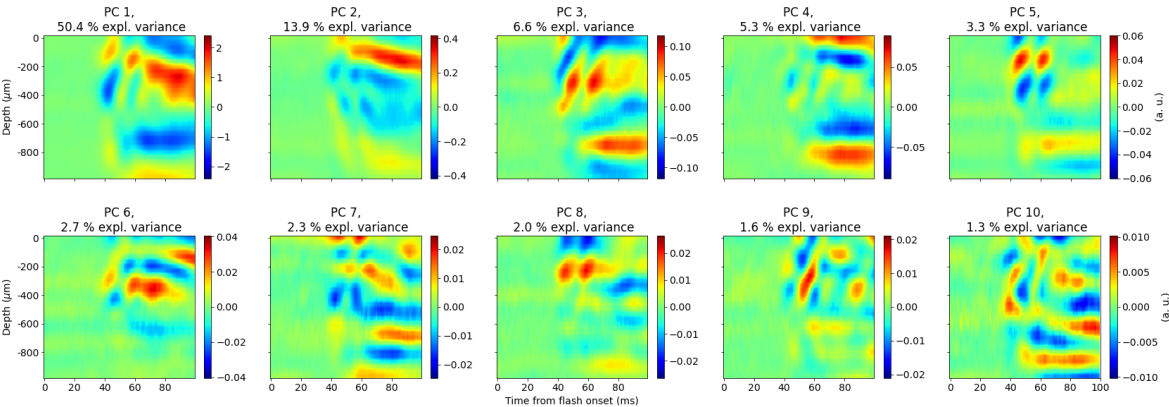 PC 1,
50.4 % expl. variance
PC 2,
13.9 % expl. variance
PC 3,
6.6 % expl. variance
PC 4,
5.3 % expl. variance
PC 5,
3.3 % expl. variance
0
-200
-400
-600
-800
Depth (μm)
2
1
0
−1
−2
0.4
0.2
0.0
−0.2
−0.4
0.10
0.05
0.00
−0.05
−0.10
0.05
0.00
−0.05
0.06
0.04
0.02
0.00
−0.02
−0.04
−0.06
(a. u.)
PC 6,
2.7 % expl. variance
PC 7,
2.3 % expl. variance
PC 8,
2.0 % expl. variance
PC 9,
1.6 % expl. variance
PC 10,
1.3 % expl. variance
0
-200
-400
-600
-800
Depth (μm)
0.04
0.02
0.00
−0.02
−0.04
0.02
0.01
0.00
−0.01
−0.02
0.02
0.01
0.00
−0.01
−0.02
0.02
0.01
0.00
−0.01
−0.02
0.010
0.005
0.000
−0.005
−0.010
(a. u.)
0 20 40 60 80
0 20 40 60 80
0 20 40 60 80
0 20 40 60 80
0 20 40 60 80 100
Time from flash onset (ms)